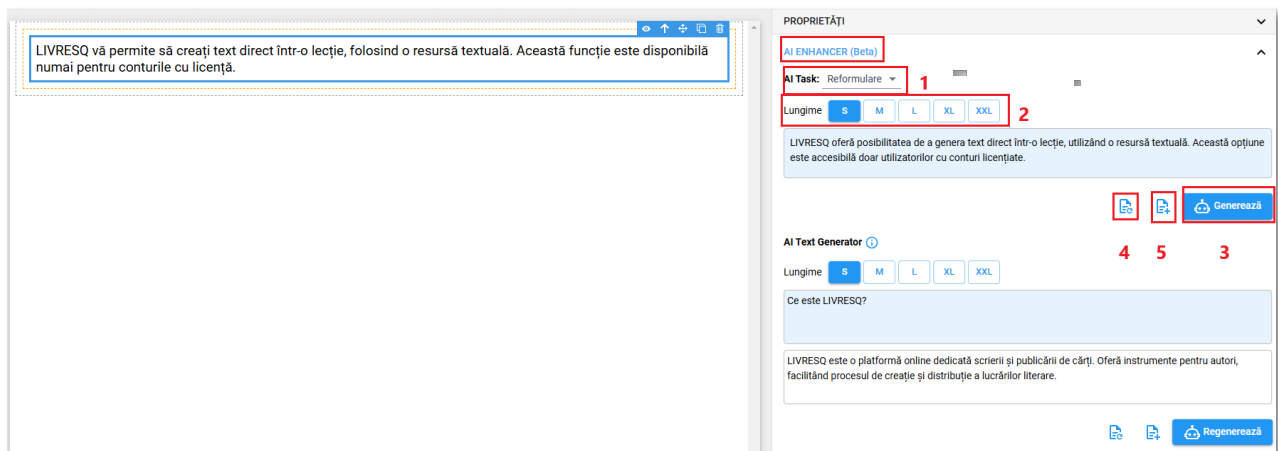 LIVRESQ vă permite să creați text direct într-o lecție, folosind o resursă textuală. Această funcție este disponibilă
numai pentru conturile cu licență.
PROPRIETĂȚI
AI ENHANCER (Beta)
AI Task: Reformulare 1
Lungime S M L XL XXL 2
LIVRESQ oferă posibilitatea de a genera text direct într-o lecție, utilizând o resursă textuală. Această opțiune
este accesibilă doar utilizatorilor cu conturi licențiate.
Generează
4 5 3
AI Text Generator
Lungime S M L XL XXL
Ce este LIVRESQ?
LIVRESQ este o platformă online dedicată scrierii și publicării de cărți. Oferă instrumente pentru autori,
facilitând procesul de creație și distribuție a lucrărilor literare.
Regenerează